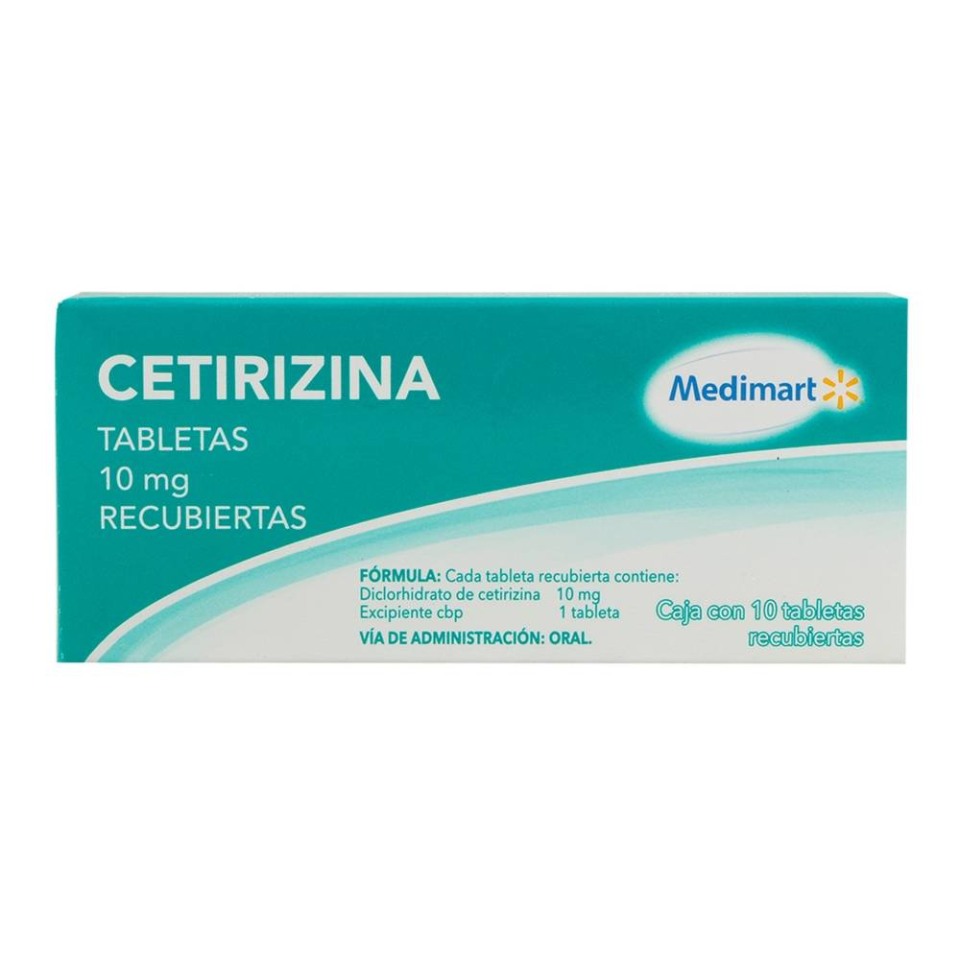 CETIRIZINA
TABLETAS
10 mg
RECUBIERTAS
Medimart
FÓRMULA: Cada tableta recubierta contiene:
Diclorhidrato de cetirizina 10 mg
Excipiente cbp 1 tableta
VÍA DE ADMINISTRACIÓN: ORAL.
Caja con 10 tabletas
recubiertas